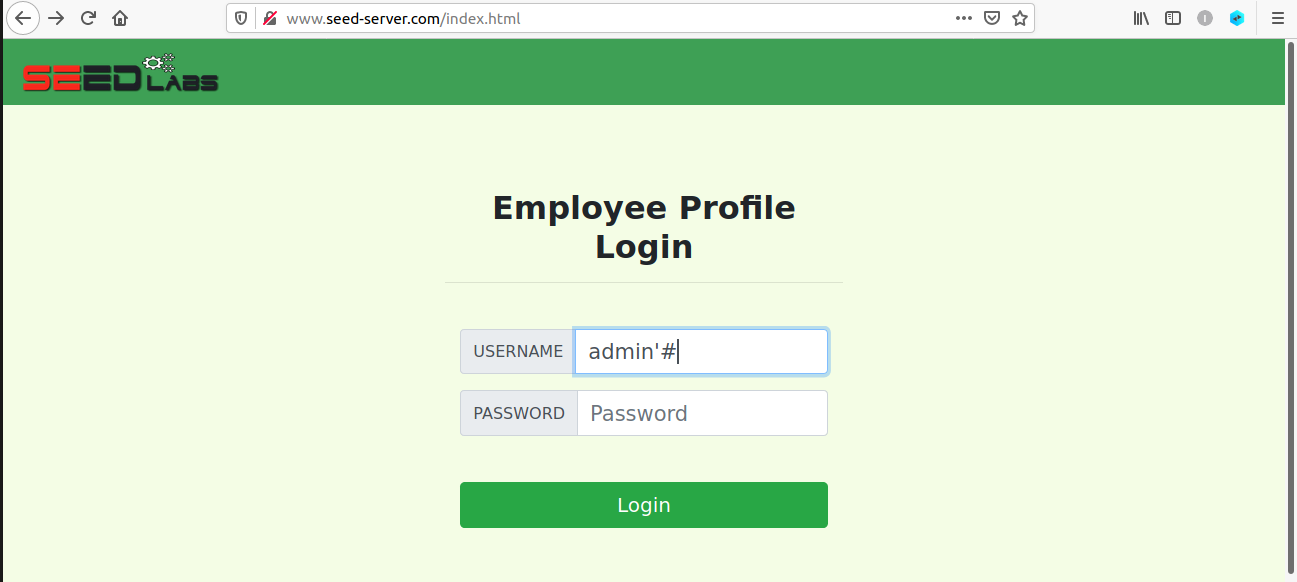 www.seed-server.com/index.html
SEED LABS
Employee Profile
Login
USERNAME admin'#
PASSWORD Password
Login